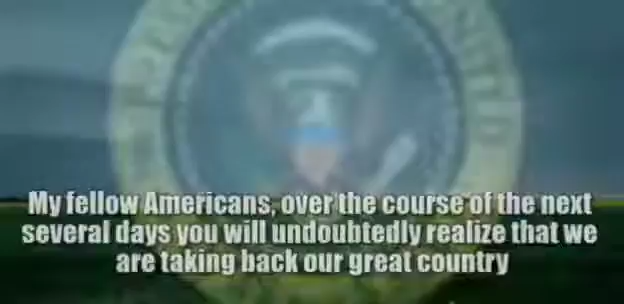 My fellow Americans, over the course of the next
several days you will undoubtedly realize that we
are taking back our great country